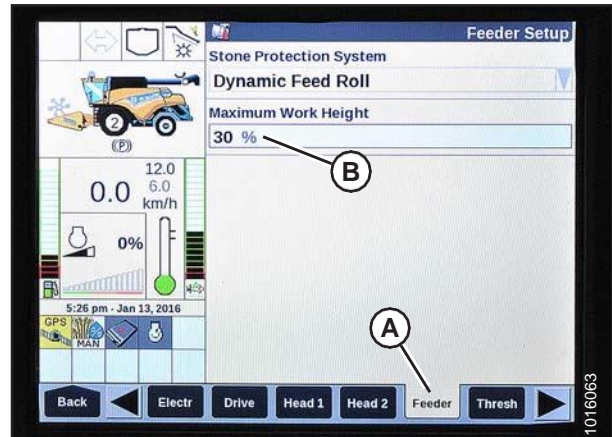 Feeder Setup
Stone Protection System
Dynamic Feed Roll
Maximum Work Height
30 %
B
2
(P)
12.0
0.0 6.0
km/h
0%
5:26 pm - Jan 13, 2016
GPS
MAN
A
Back Electr Drive Head 1 Head 2 Feeder Thresh
1016063